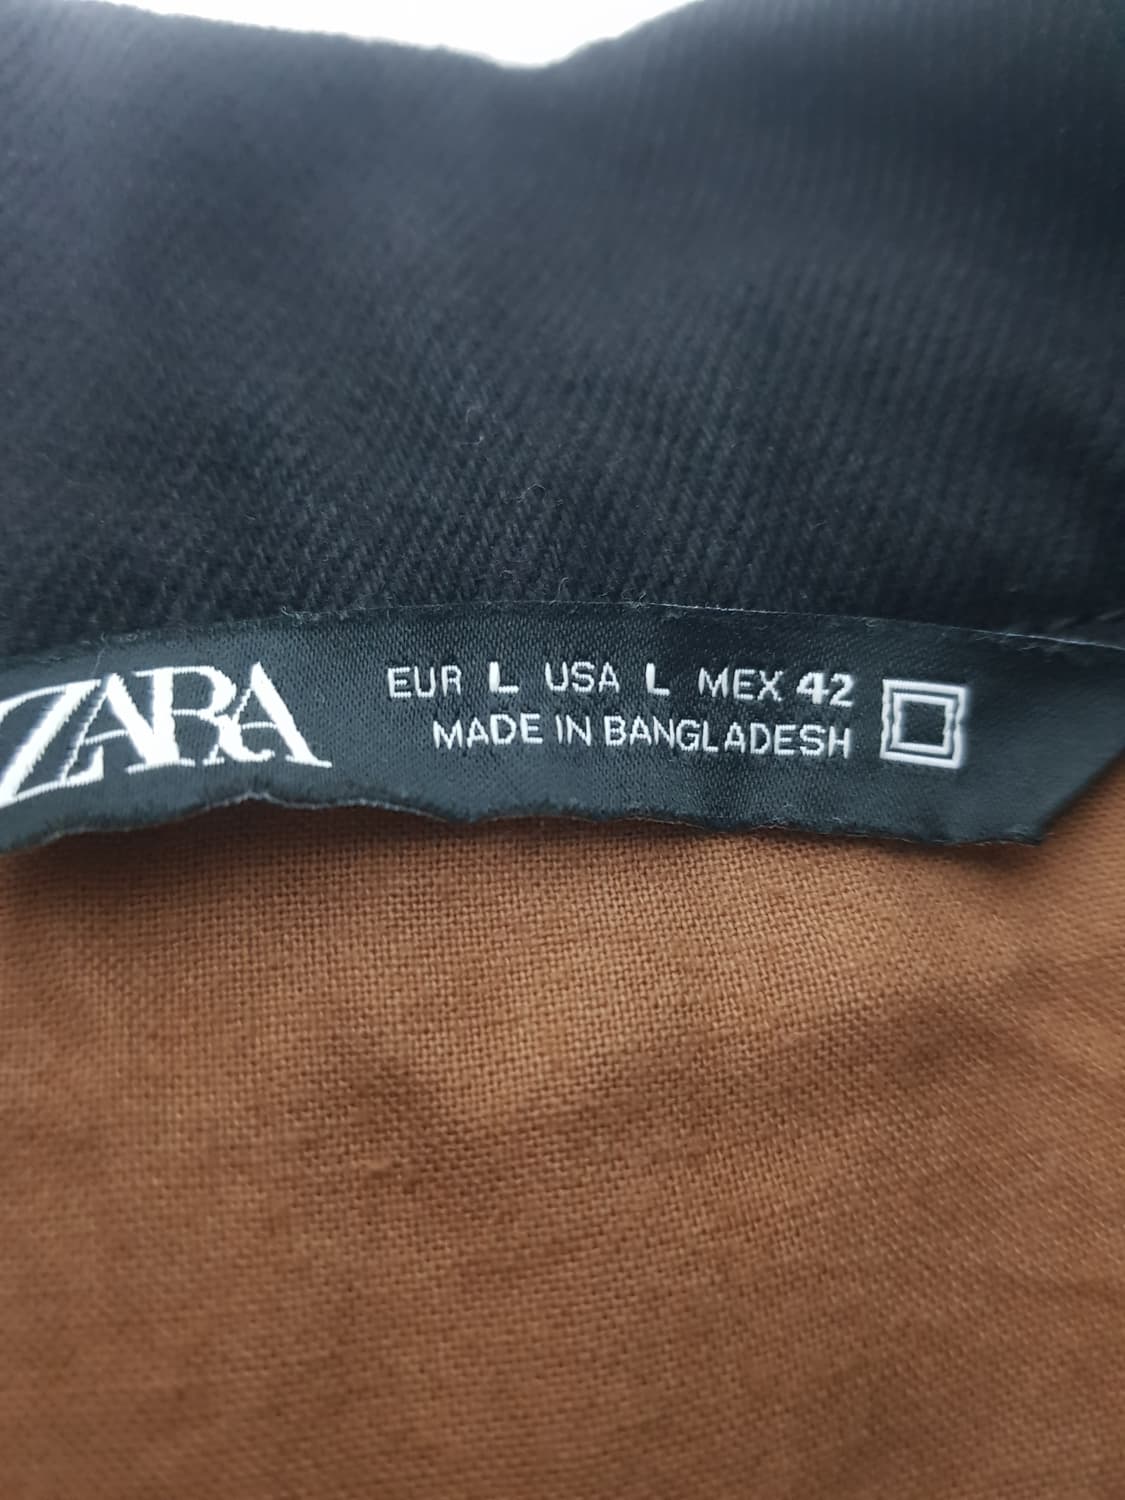 ZARA
EUR L USA L MEX 42
MADE IN BANGLADESH